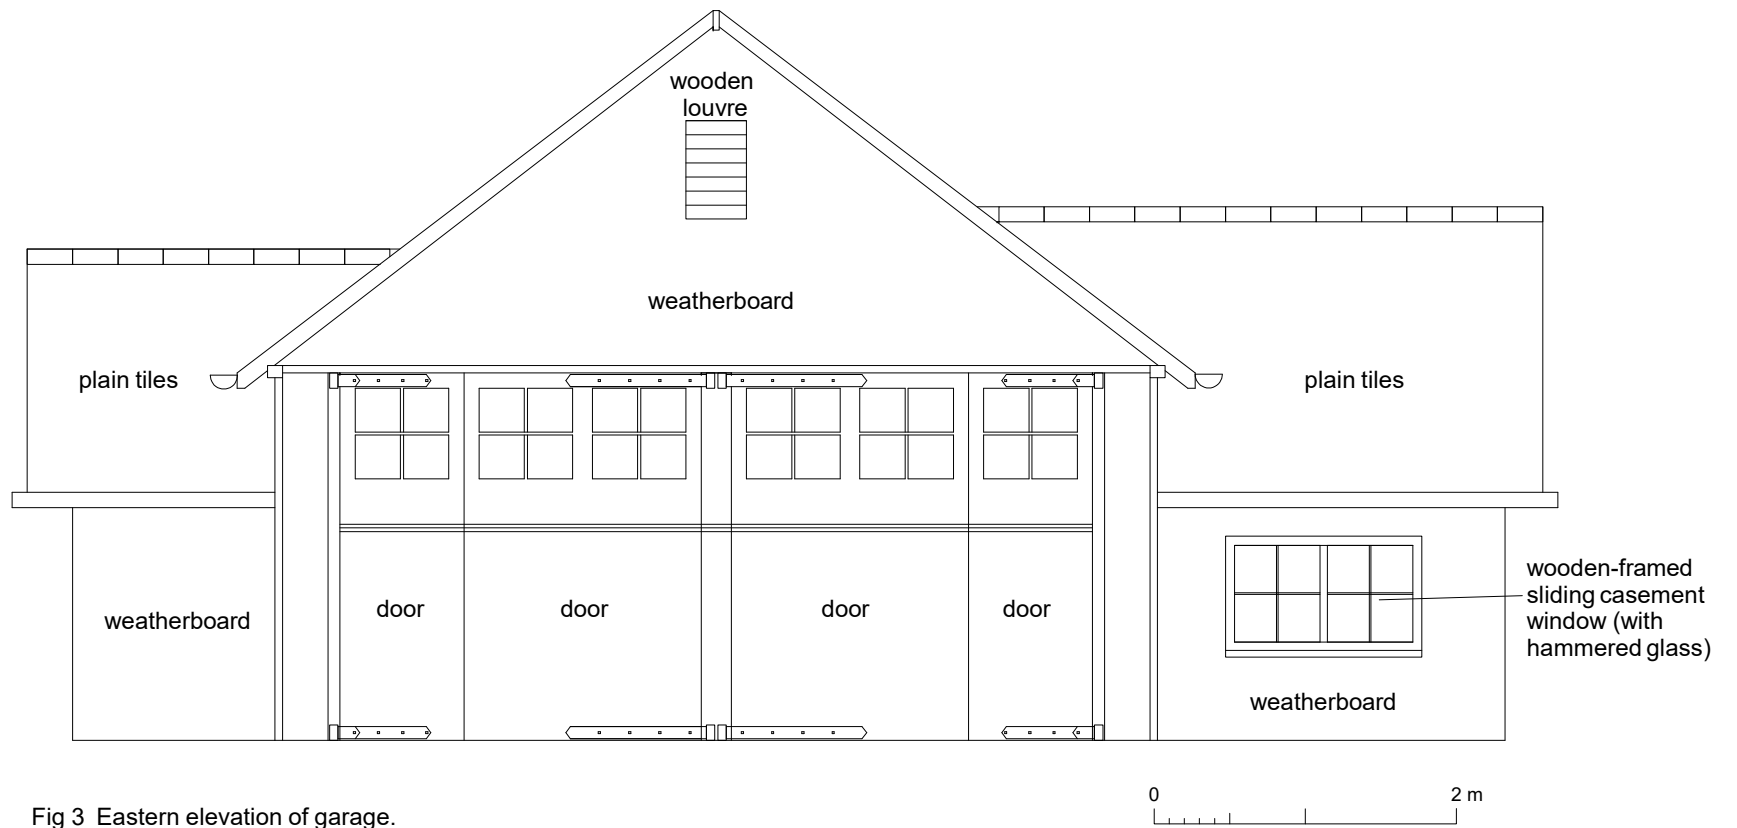 wooden
louvre
weatherboard
plain tiles
plain tiles
door
door
door
door
weatherboard
wooden-framed
sliding casement
window (with
hammered glass)
weatherboard
0
2 m
Fig 3  Eastern elevation of garage.